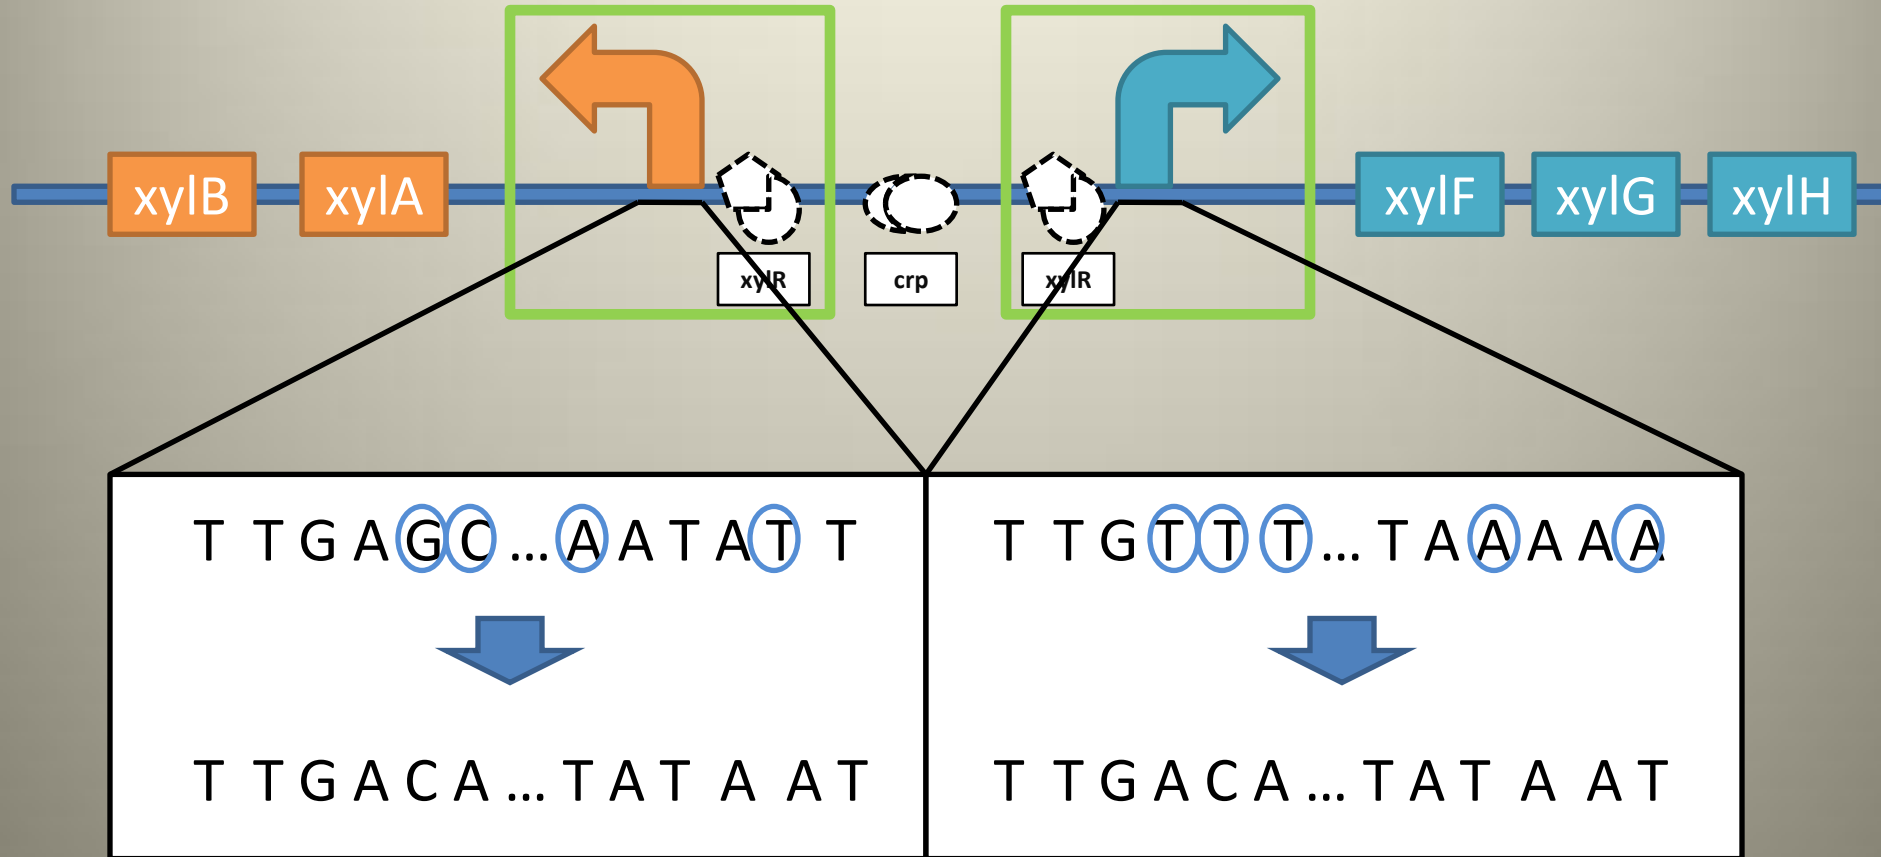 xylB xylA xylF xylG xylH
xylR crp xylR
T T G A G C ... A A T A T T
T T G T T T ... T A A A A A
T T G A C A ... T A T A A T
T T G A C A ... T A T A A T